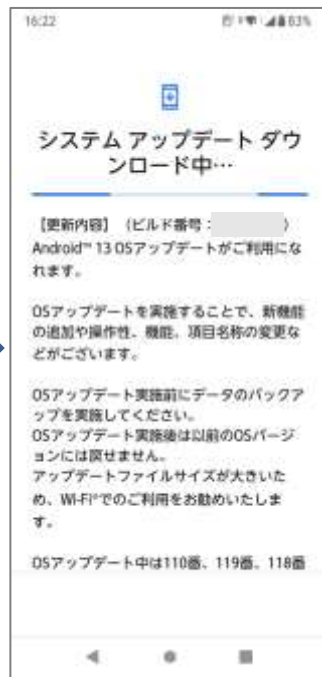 16:22
83%
システム アップデート ダウ
ンロード中…
【更新内容】（ビルド番号：　　　）
Android™ 13 OSアップデートがご利用にな
れます。
OSアップデートを実施することで、新機能
の追加や操作性、機能、項目名称の変更な
どがございます。
OSアップデート実施前にデータのバックア
ップを実施してください。
OSアップデート実施後は以前のOSバージ
ョンには戻せません。
アップデートファイルサイズが大きいた
め、Wi-Fi®でのご利用をお勧めいたしま
す。
OSアップデート中は110番、119番、118番